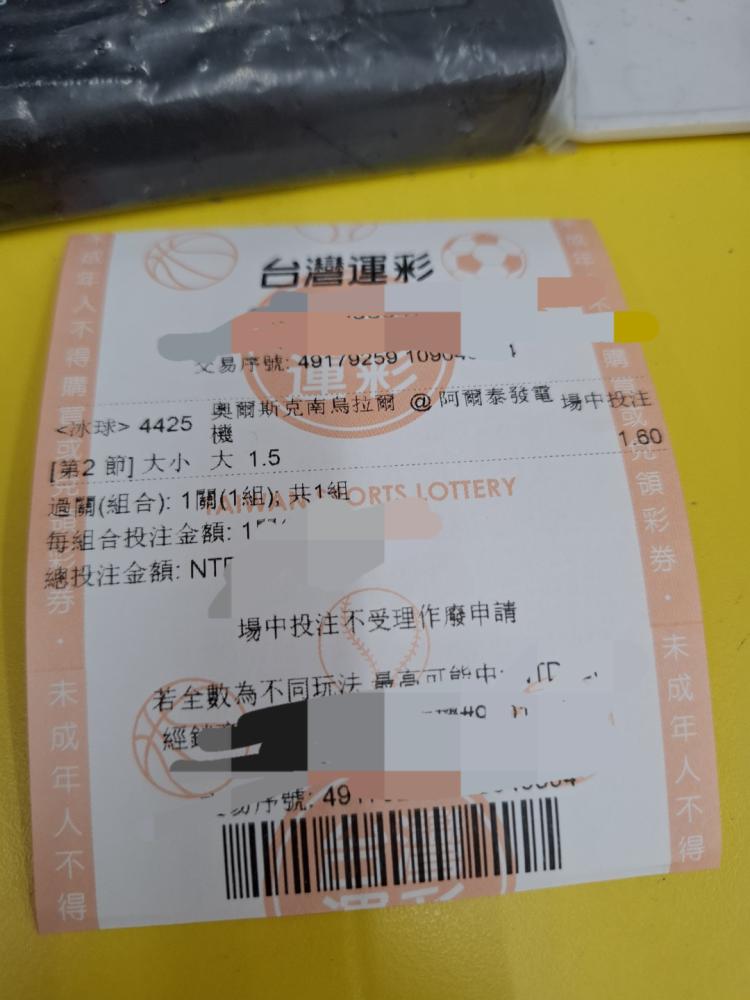 台灣運彩
交易序號: 49179259
<冰球> 4425 奧爾斯克南烏拉爾 @ 阿爾泰發電機 場中投注
[第2 節] 大小 大 1.5 1.60
過關(組合): 1關(1組); 共1組
TAIWAN SPORTS LOTTERY
每組合投注金額: 1
總投注金額: NT
場中投注不受理作廢申請
若全數為不同玩法 最高可能中
運彩
未成年人不得購買或兌領彩券・未成年人不得